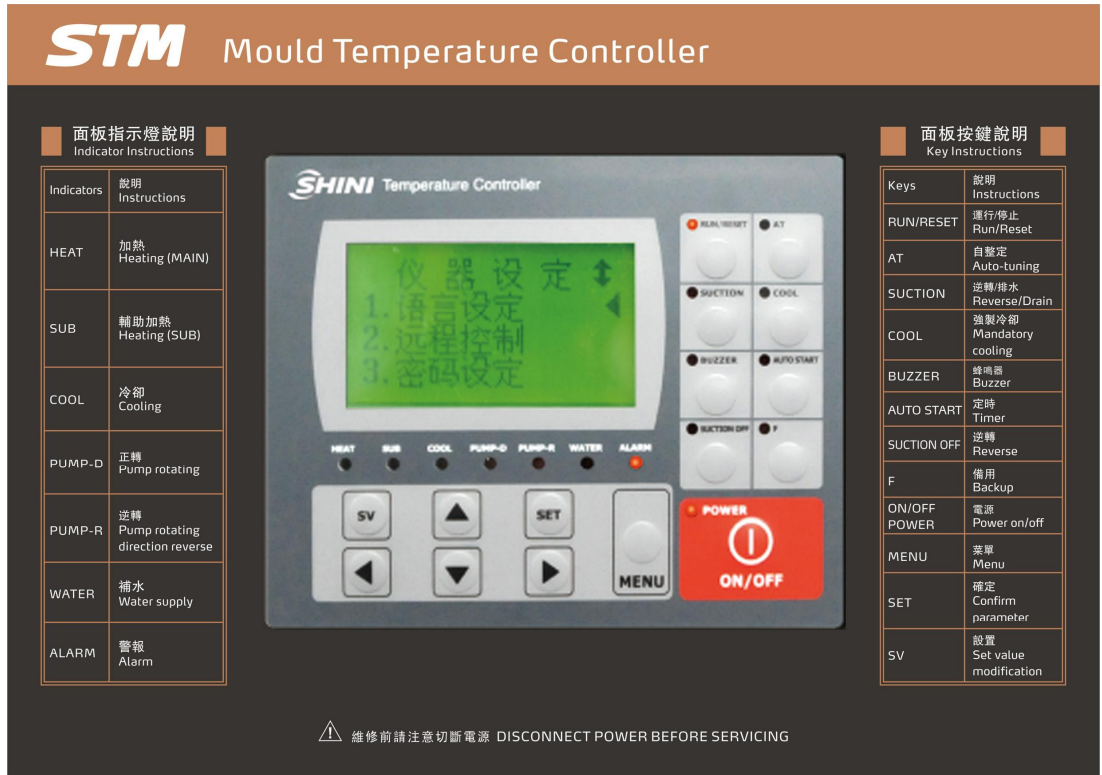 STM Mould Temperature Controller
面板指示燈說明
Indicator Instructions
Indicators 說明
Instructions
HEAT 加熱
Heating (MAIN)
SUB 輔助加熱
Heating (SUB)
COOL 冷卻
Cooling
PUMP-D 正轉
Pump rotating
PUMP-R 逆轉
Pump rotating
direction reverse
WATER 補水
Water supply
ALARM 警報
Alarm
SHINI Temperature Controller
仪器设定
1.语言设定
2.远程控制
3.密码设定
RUN/RESET AT
SUCTION COOL
BUZZER AUTO START
SUCTION OFF F
HEAT SUB COOL PUMP-D PUMP-R WATER ALARM
SV SET
MENU
POWER
ON/OFF
面板按鍵說明
Key Instructions
Keys 說明
Instructions
RUN/RESET 運行/停止
Run/Reset
AT 自整定
Auto-tuning
SUCTION 逆轉/排水
Reverse/Drain
COOL 強製冷卻
Mandatory
cooling
BUZZER 蜂鳴器
Buzzer
AUTO START 定時
Timer
SUCTION OFF 逆轉
Reverse
F 備用
Backup
ON/OFF
POWER 電源
Power on/off
MENU 菜單
Menu
SET 確定
Confirm
parameter
SV 設置
Set value
modification
維修前請注意切斷電源 DISCONNECT POWER BEFORE SERVICING